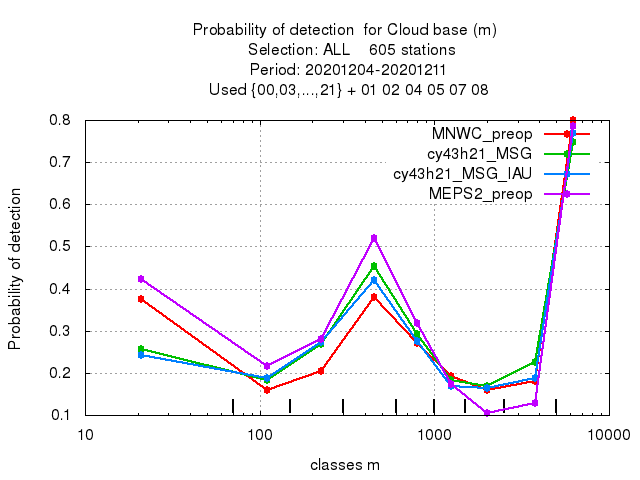 Probability of detection  for Cloud base (m)
Selection: ALL    605 stations
Period: 20201204-20201211
Used {00,03,...,21} + 01 02 04 05 07 08
Probability of detection
0.8
0.7
0.6
0.5
0.4
0.3
0.2
0.1
MNWC_preop
cy43h21_MSG
cy43h21_MSG_IAU
MEPS2_preop
10 100 1000 10000
classes m